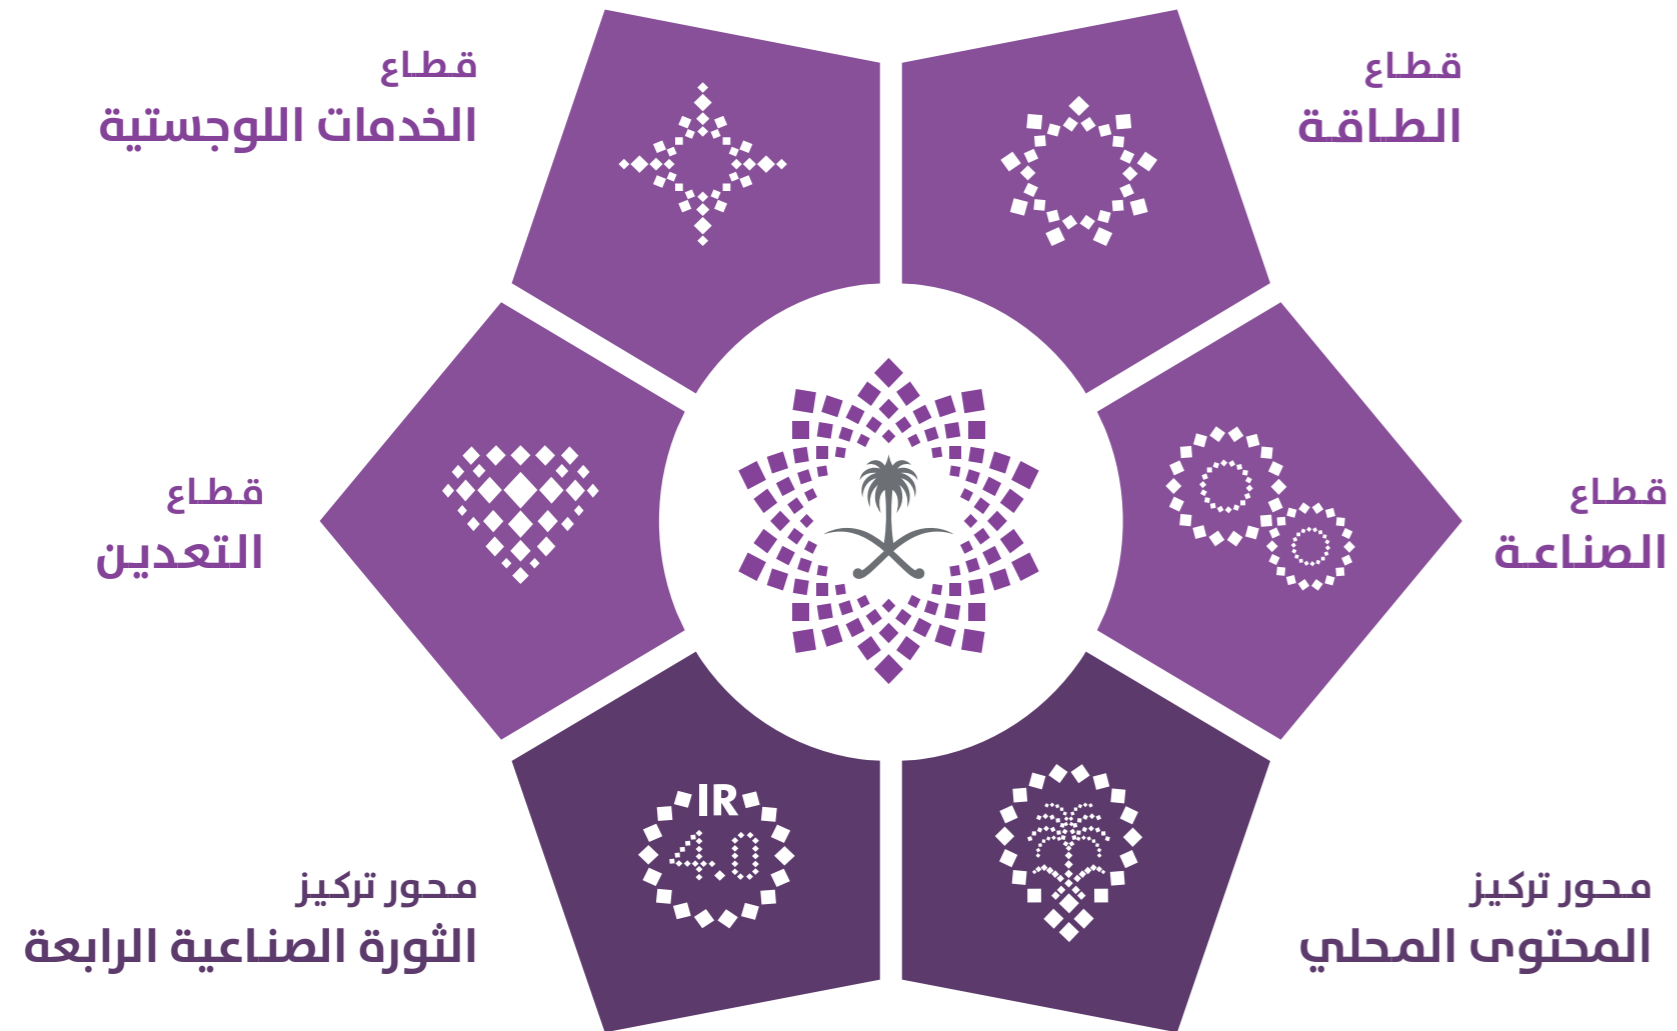 قطاع
الطاقة
قطاع
الخدمات اللوجستية
قطاع
الصناعة
قطاع
التعدين
محور تركيز
المحتوى المحلي
محور تركيز
الثورة الصناعية الرابعة
IR
4.0